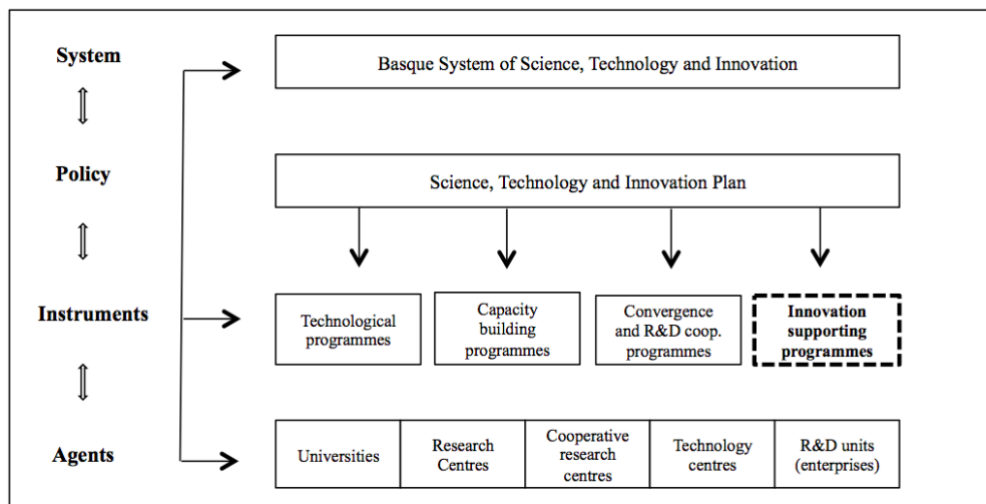 System
Basque System of Science, Technology and Innovation
Policy
Science, Technology and Innovation Plan
Instruments
Technological
programmes
Capacity
building
programmes
Convergence
and R&D coop.
programmes
Innovation
supporting
programmes
Agents
Universities
Research
Centres
Cooperative
research
centres
Technology
centres
R&D units
(enterprises)